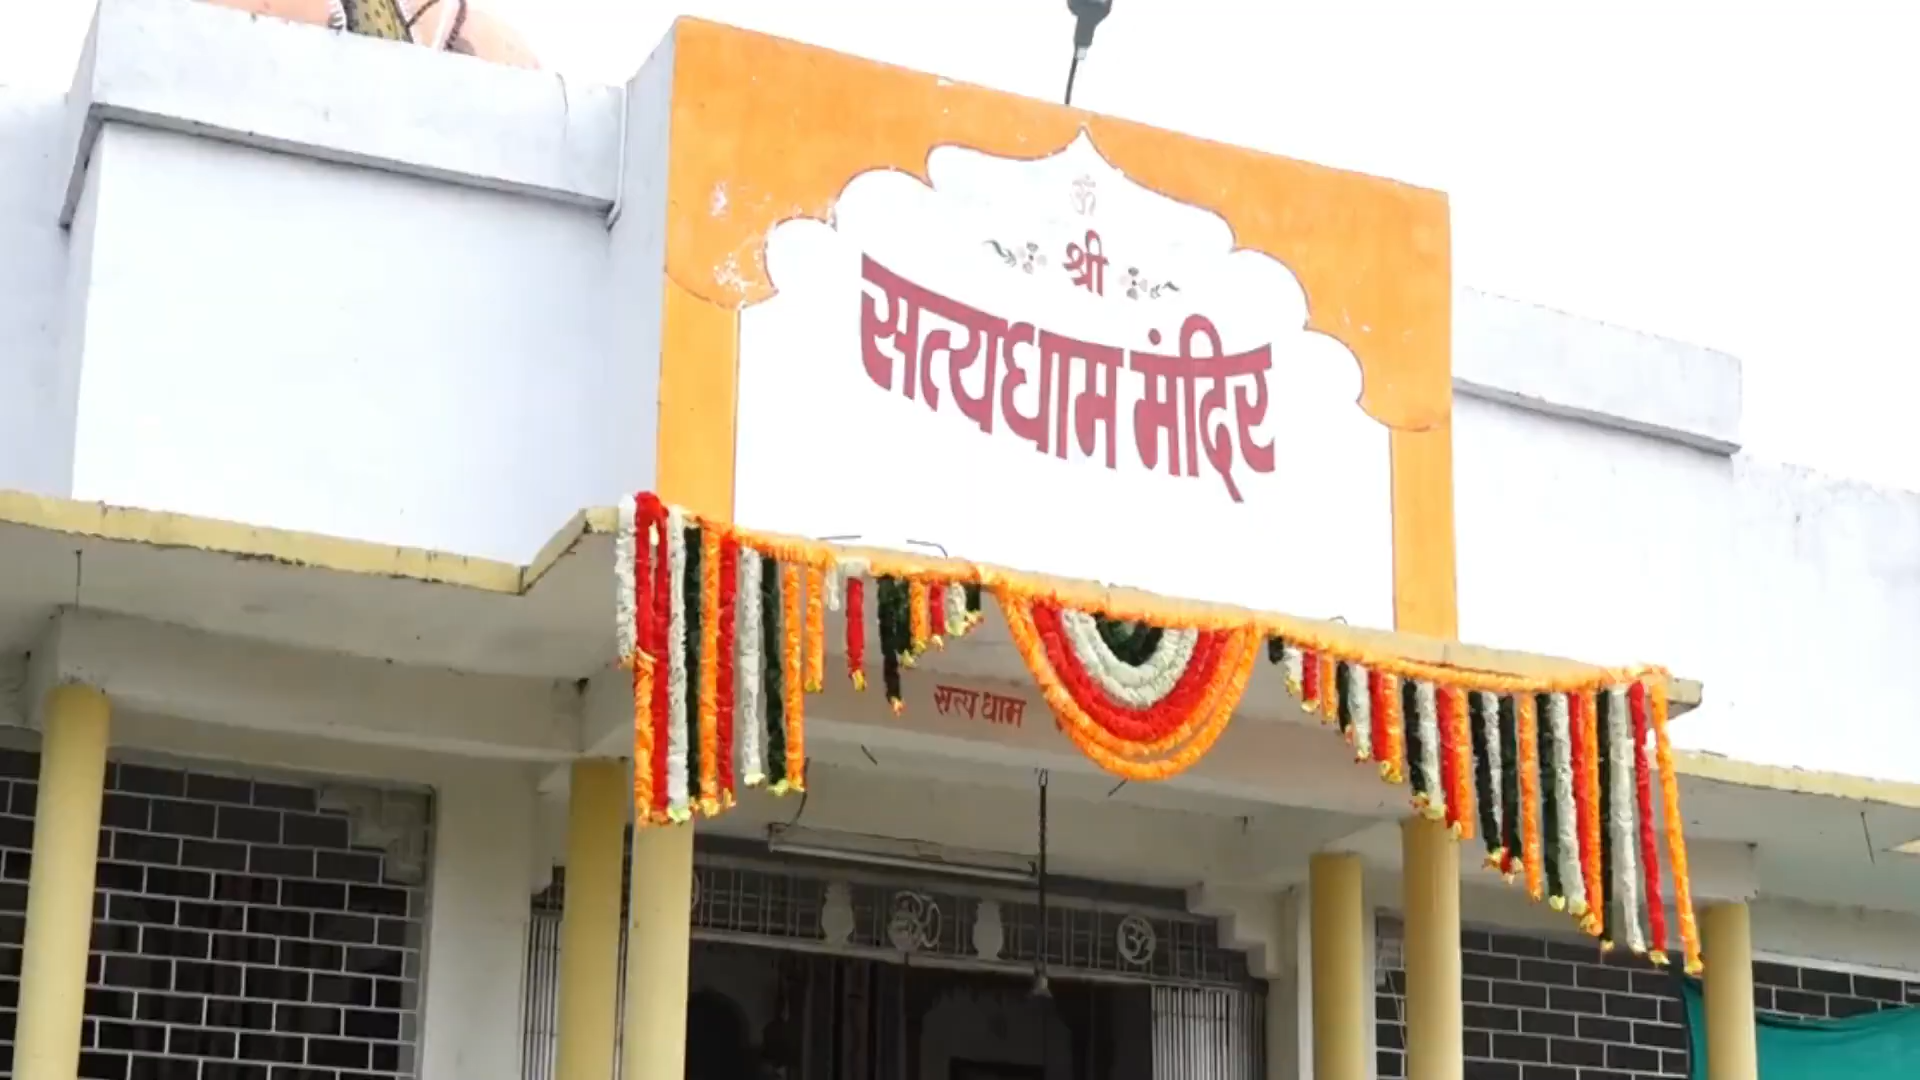 ॐ
श्री
सत्यधाम मंदिर
सत्य धाम
ॐ
ॐ